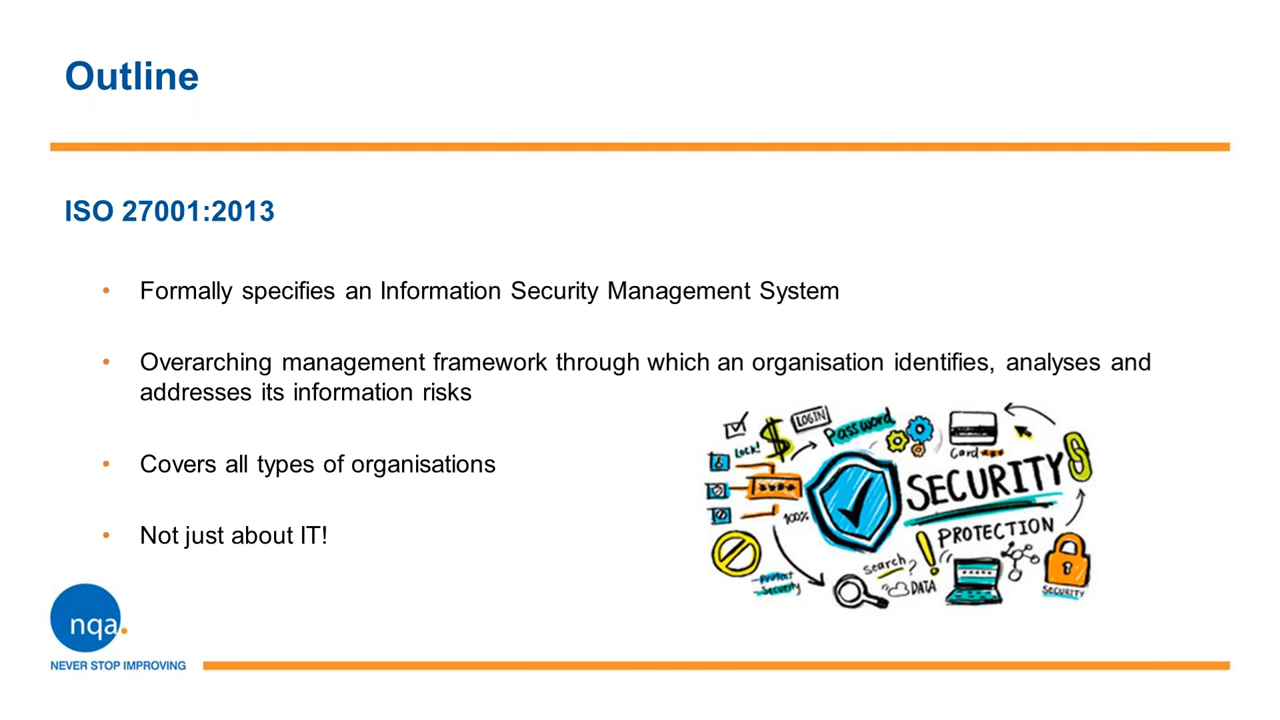 Outline
ISO 27001:2013
• Formally specifies an Information Security Management System
• Overarching management framework through which an organisation identifies, analyses and
addresses its information risks
• Covers all types of organisations
• Not just about IT!
LOGIN
Password
Lock!
$
Card
****
SECURITY
100%
PROTECTION
search?
DATA
Protect
Security
SECURITY
nqa.
NEVER STOP IMPROVING